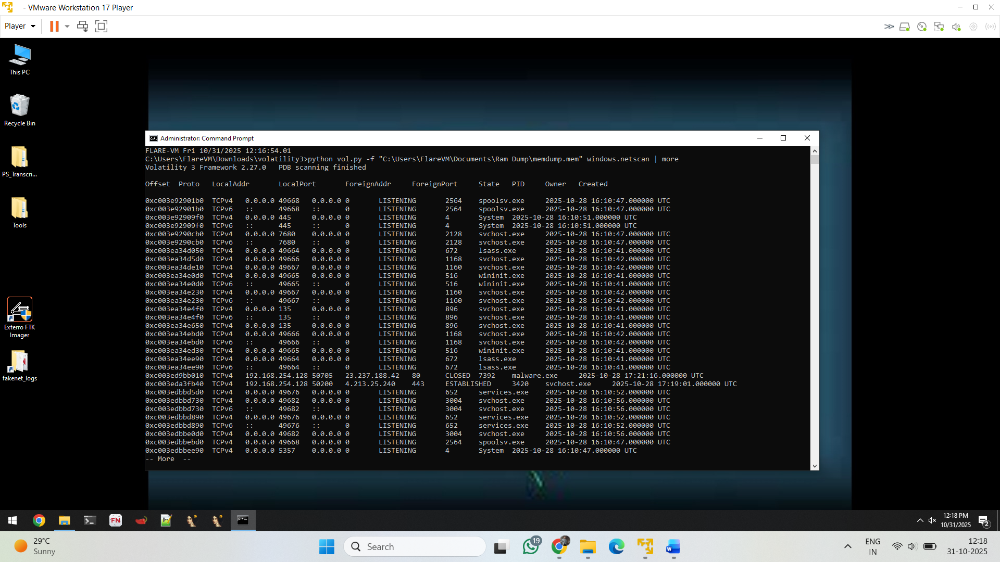 - VMware Workstation 17 Player
Player
This PC
Recycle Bin
PS_Transcri...
Tools
Exterro FTK
Imager
fakenet_logs
Administrator: Command Prompt
FLARE-VM Fri 10/31/2025 12:16:54.01
C:\Users\FlareVM\Downloads\volatility3>python vol.py -f "C:\Users\FlareVM\Documents\Ram Dump\memdump.mem" windows.netscan | more
Volatility 3 Framework 2.27.0   PDB scanning finished
Offset  Proto   LocalAddr       LocalPort       ForeignAddr     ForeignPort     State   PID     Owner   Created
0xc003e92901b0  TCPv4   0.0.0.0 49668   0.0.0.0 0       LISTENING       2564    spoolsv.exe     2025-10-28 16:10:47.000000 UTC
0xc003e92901b0  TCPv6   ::      49668   ::      0       LISTENING       2564    spoolsv.exe     2025-10-28 16:10:47.000000 UTC
0xc003e92909f0  TCPv4   0.0.0.0 445     0.0.0.0 0       LISTENING       4       System  2025-10-28 16:10:51.000000 UTC
0xc003e92909f0  TCPv6   ::      445     ::      0       LISTENING       4       System  2025-10-28 16:10:51.000000 UTC
0xc003e9290cb0  TCPv4   0.0.0.0 7680    0.0.0.0 0       LISTENING       2128    svchost.exe     2025-10-28 16:10:47.000000 UTC
0xc003e9290cb0  TCPv6   ::      7680    ::      0       LISTENING       2128    svchost.exe     2025-10-28 16:10:47.000000 UTC
0xc003ea34d050  TCPv4   0.0.0.0 49664   0.0.0.0 0       LISTENING       672     lsass.exe       2025-10-28 16:10:41.000000 UTC
0xc003ea34d5d0  TCPv4   0.0.0.0 49666   0.0.0.0 0       LISTENING       1168    svchost.exe     2025-10-28 16:10:42.000000 UTC
0xc003ea34de10  TCPv4   0.0.0.0 49667   0.0.0.0 0       LISTENING       1160    svchost.exe     2025-10-28 16:10:42.000000 UTC
0xc003ea34e0d0  TCPv4   0.0.0.0 49665   0.0.0.0 0       LISTENING       516     wininit.exe     2025-10-28 16:10:41.000000 UTC
0xc003ea34e0d0  TCPv6   ::      49665   ::      0       LISTENING       516     wininit.exe     2025-10-28 16:10:41.000000 UTC
0xc003ea34e230  TCPv4   0.0.0.0 49667   0.0.0.0 0       LISTENING       1160    svchost.exe     2025-10-28 16:10:42.000000 UTC
0xc003ea34e230  TCPv6   ::      49667   ::      0       LISTENING       1160    svchost.exe     2025-10-28 16:10:42.000000 UTC
0xc003ea34e4f0  TCPv4   0.0.0.0 135     0.0.0.0 0       LISTENING       896     svchost.exe     2025-10-28 16:10:41.000000 UTC
0xc003ea34e4f0  TCPv6   ::      135     ::      0       LISTENING       896     svchost.exe     2025-10-28 16:10:41.000000 UTC
0xc003ea34e650  TCPv4   0.0.0.0 135     0.0.0.0 0       LISTENING       896     svchost.exe     2025-10-28 16:10:41.000000 UTC
0xc003ea34ebd0  TCPv4   0.0.0.0 49666   0.0.0.0 0       LISTENING       1168    svchost.exe     2025-10-28 16:10:42.000000 UTC
0xc003ea34ebd0  TCPv6   ::      49666   ::      0       LISTENING       1168    svchost.exe     2025-10-28 16:10:42.000000 UTC
0xc003ea34ed30  TCPv4   0.0.0.0 49665   0.0.0.0 0       LISTENING       516     wininit.exe     2025-10-28 16:10:41.000000 UTC
0xc003ea34ee90  TCPv4   0.0.0.0 49664   0.0.0.0 0       LISTENING       672     lsass.exe       2025-10-28 16:10:41.000000 UTC
0xc003ea34ee90  TCPv6   ::      49664   ::      0       LISTENING       672     lsass.exe       2025-10-28 16:10:41.000000 UTC
0xc003ed9bb010  TCPv4   192.168.254.128 50705   23.237.188.42   80      CLOSED  7392    malware.exe     2025-10-28 17:21:16.000000 UTC
0xc003eda3fb40  TCPv4   192.168.254.128 50200   4.213.25.240    443     ESTABLISHED     3420    svchost.exe     2025-10-28 17:19:01.000000 UTC
0xc003edbbd5d0  TCPv4   0.0.0.0 49676   0.0.0.0 0       LISTENING       652     services.exe    2025-10-28 16:10:52.000000 UTC
0xc003edbbd730  TCPv4   0.0.0.0 49682   0.0.0.0 0       LISTENING       3004    svchost.exe     2025-10-28 16:10:56.000000 UTC
0xc003edbbd730  TCPv6   ::      49682   ::      0       LISTENING       3004    svchost.exe     2025-10-28 16:10:56.000000 UTC
0xc003edbbd890  TCPv4   0.0.0.0 49676   0.0.0.0 0       LISTENING       652     services.exe    2025-10-28 16:10:52.000000 UTC
0xc003edbbd890  TCPv6   ::      49676   ::      0       LISTENING       652     services.exe    2025-10-28 16:10:52.000000 UTC
0xc003edbbe0d0  TCPv4   0.0.0.0 49682   0.0.0.0 0       LISTENING       3004    svchost.exe     2025-10-28 16:10:56.000000 UTC
0xc003edbbebd0  TCPv4   0.0.0.0 49668   0.0.0.0 0       LISTENING       2564    spoolsv.exe     2025-10-28 16:10:47.000000 UTC
0xc003edbbee90  TCPv4   0.0.0.0 5357    0.0.0.0 0       LISTENING       4       System  2025-10-28 16:10:47.000000 UTC
-- More  --
FN
12:18 PM
10/31/2025
2
29°C
Sunny
Search
19
ENG
IN
12:18
31-10-2025